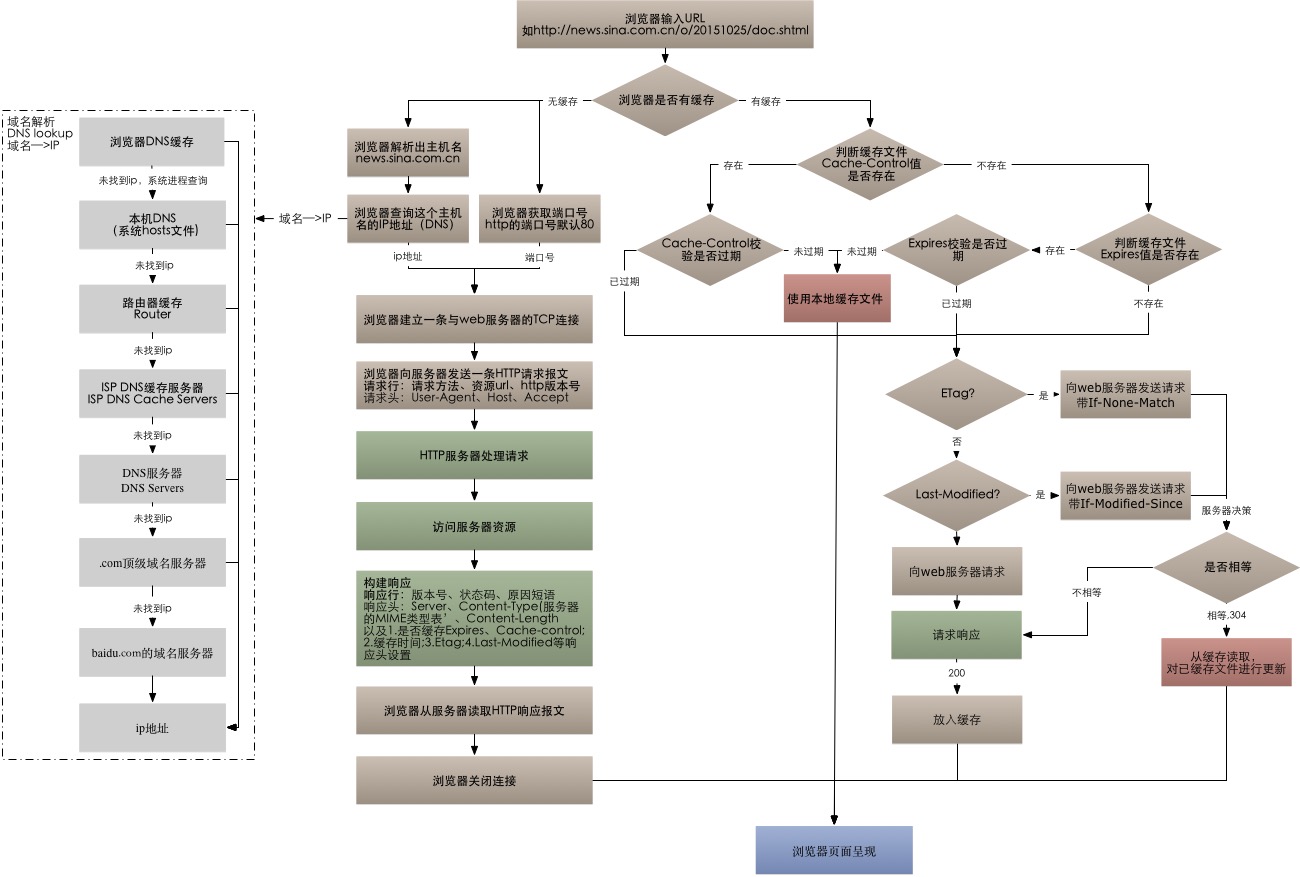 浏览器输入URL
如http://news.sina.com.cn/o/20151025/doc.shtml
浏览器是否有缓存
无缓存
有缓存
域名解析
DNS lookup
域名—>IP
浏览器DNS缓存
未找到ip，系统进程查询
本机DNS
（系统hosts文件）
未找到ip
路由器缓存
Router
未找到ip
ISP DNS缓存服务器
ISP DNS Cache Servers
未找到ip
DNS服务器
DNS Servers
未找到ip
.com顶级域名服务器
未找到ip
baidu.com的域名服务器
ip地址
域名—>IP
浏览器解析出主机名
news.sina.com.cn
浏览器查询这个主机
名的IP地址（DNS）
浏览器获取端口号
http的端口号默认80
ip地址
端口号
浏览器建立一条与web服务器的TCP连接
浏览器向服务器发送一条HTTP请求报文
请求行：请求方法、资源url、http版本号
请求头：User-Agent、Host、Accept
HTTP服务器处理请求
访问服务器资源
构建响应
响应行：版本号、状态码、原因短语
响应头：Server、Content-Type(服务器
的MIME类型表’、Content-Length
以及1.是否缓存Expires、Cache-control;
2.缓存时间;3.Etag;4.Last-Modified等响
应头设置
浏览器从服务器读取HTTP响应报文
浏览器关闭连接
判断缓存文件
Cache-Control值
是否存在
存在
不存在
Cache-Control校
验是否过期
未过期
未过期
Expires校验是否过
期
存在
判断缓存文件
Expires值是否存在
已过期
使用本地缓存文件
已过期
不存在
ETag?
是
向web服务器发送请求
带If-None-Match
否
Last-Modified?
是
向web服务器发送请求
带If-Modified-Since
服务器决策
向web服务器请求
是否相等
不相等
相等,304
请求响应
从缓存读取，
对已缓存文件进行更新
200
放入缓存
浏览器页面呈现